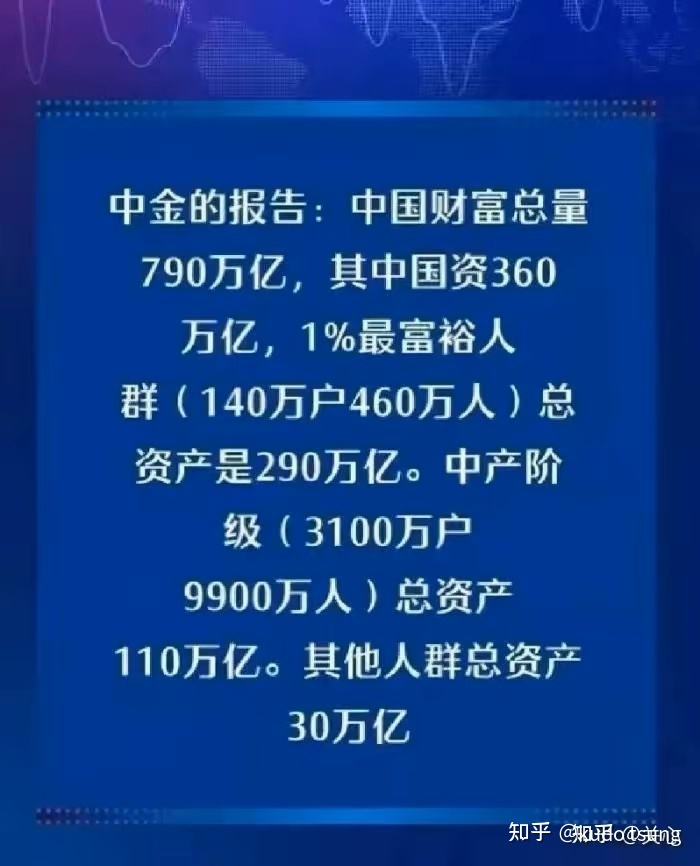 中金的报告：中国财富总量
790万亿，其中国资360
万亿，1%最富裕人
群（140万户460万人）总
资产是290万亿。中产阶
级（3100万户
9900万人）总资产
110万亿。其他人群总资产
30万亿
知乎
知乎